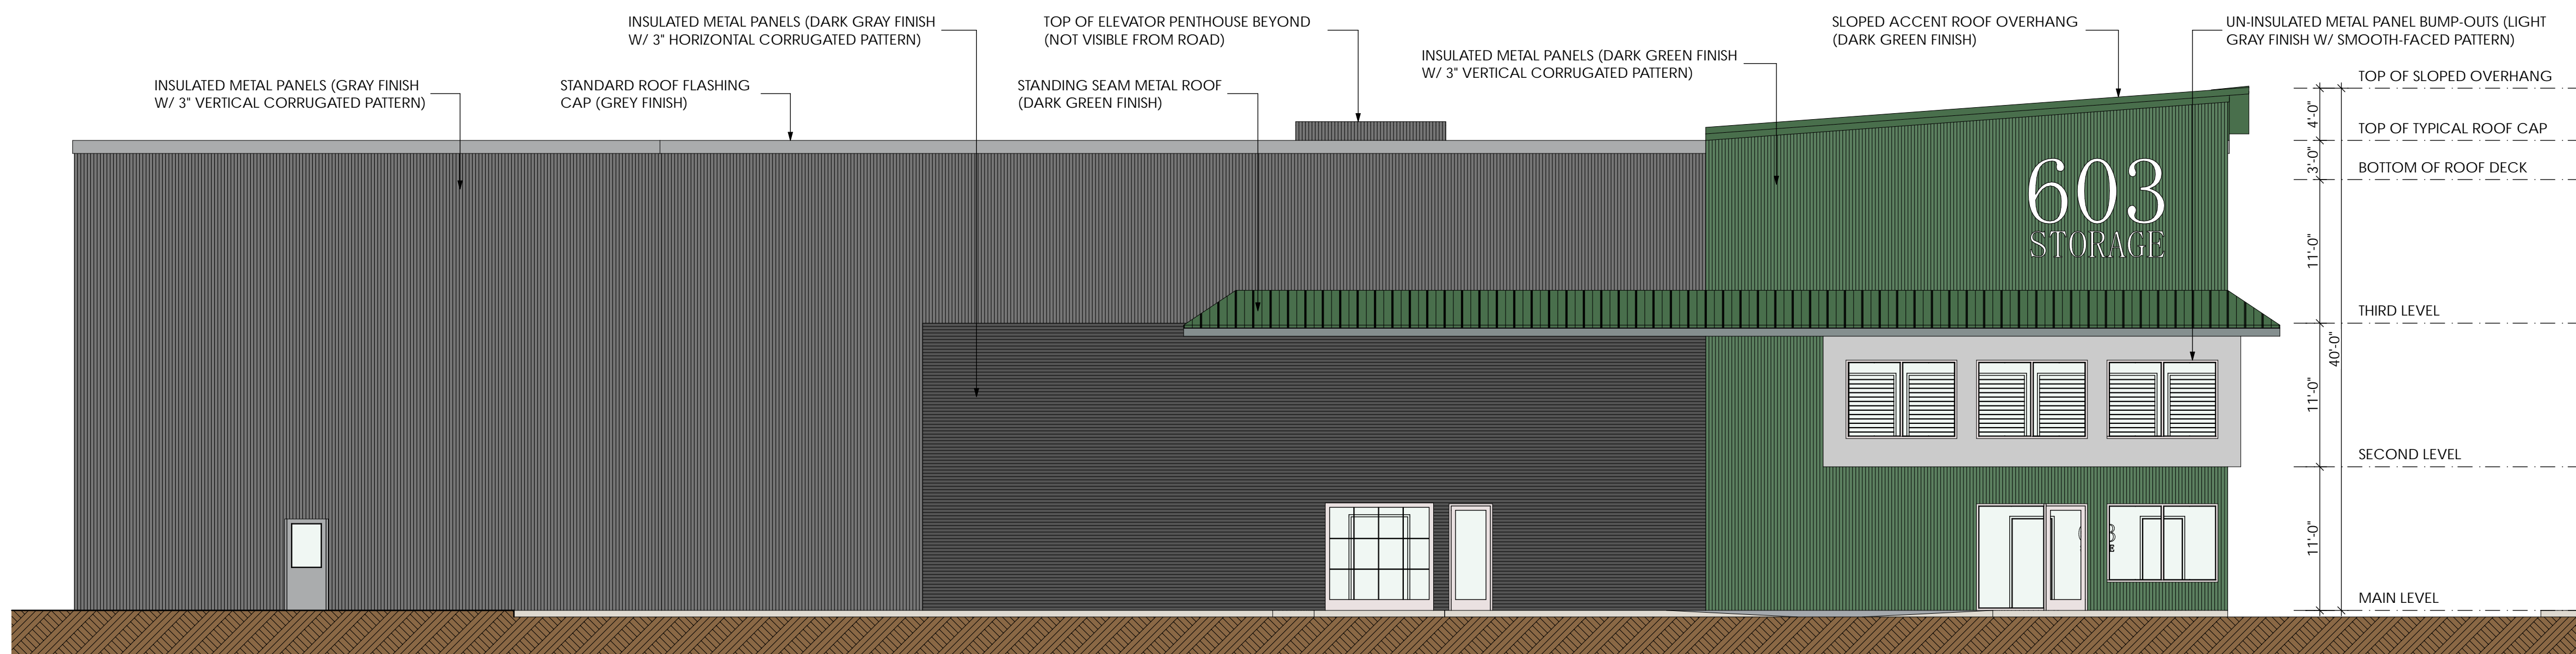 INSULATED METAL PANELS (DARK GRAY FINISH
W/ 3" HORIZONTAL CORRUGATED PATTERN)
TOP OF ELEVATOR PENTHOUSE BEYOND
(NOT VISIBLE FROM ROAD)
SLOPED ACCENT ROOF OVERHANG
(DARK GREEN FINISH)
UN-INSULATED METAL PANEL BUMP-OUTS (LIGHT
GRAY FINISH W/ SMOOTH-FACED PATTERN)
INSULATED METAL PANELS (DARK GREEN FINISH
W/ 3" VERTICAL CORRUGATED PATTERN)
INSULATED METAL PANELS (GRAY FINISH
W/ 3" VERTICAL CORRUGATED PATTERN)
STANDARD ROOF FLASHING
CAP (GREY FINISH)
STANDING SEAM METAL ROOF
(DARK GREEN FINISH)
TOP OF SLOPED OVERHANG
4'-0"
TOP OF TYPICAL ROOF CAP
3'-0"
BOTTOM OF ROOF DECK
603
STORAGE
11'-0"
THIRD LEVEL
40'-0"
11'-0"
SECOND LEVEL
11'-0"
MAIN LEVEL